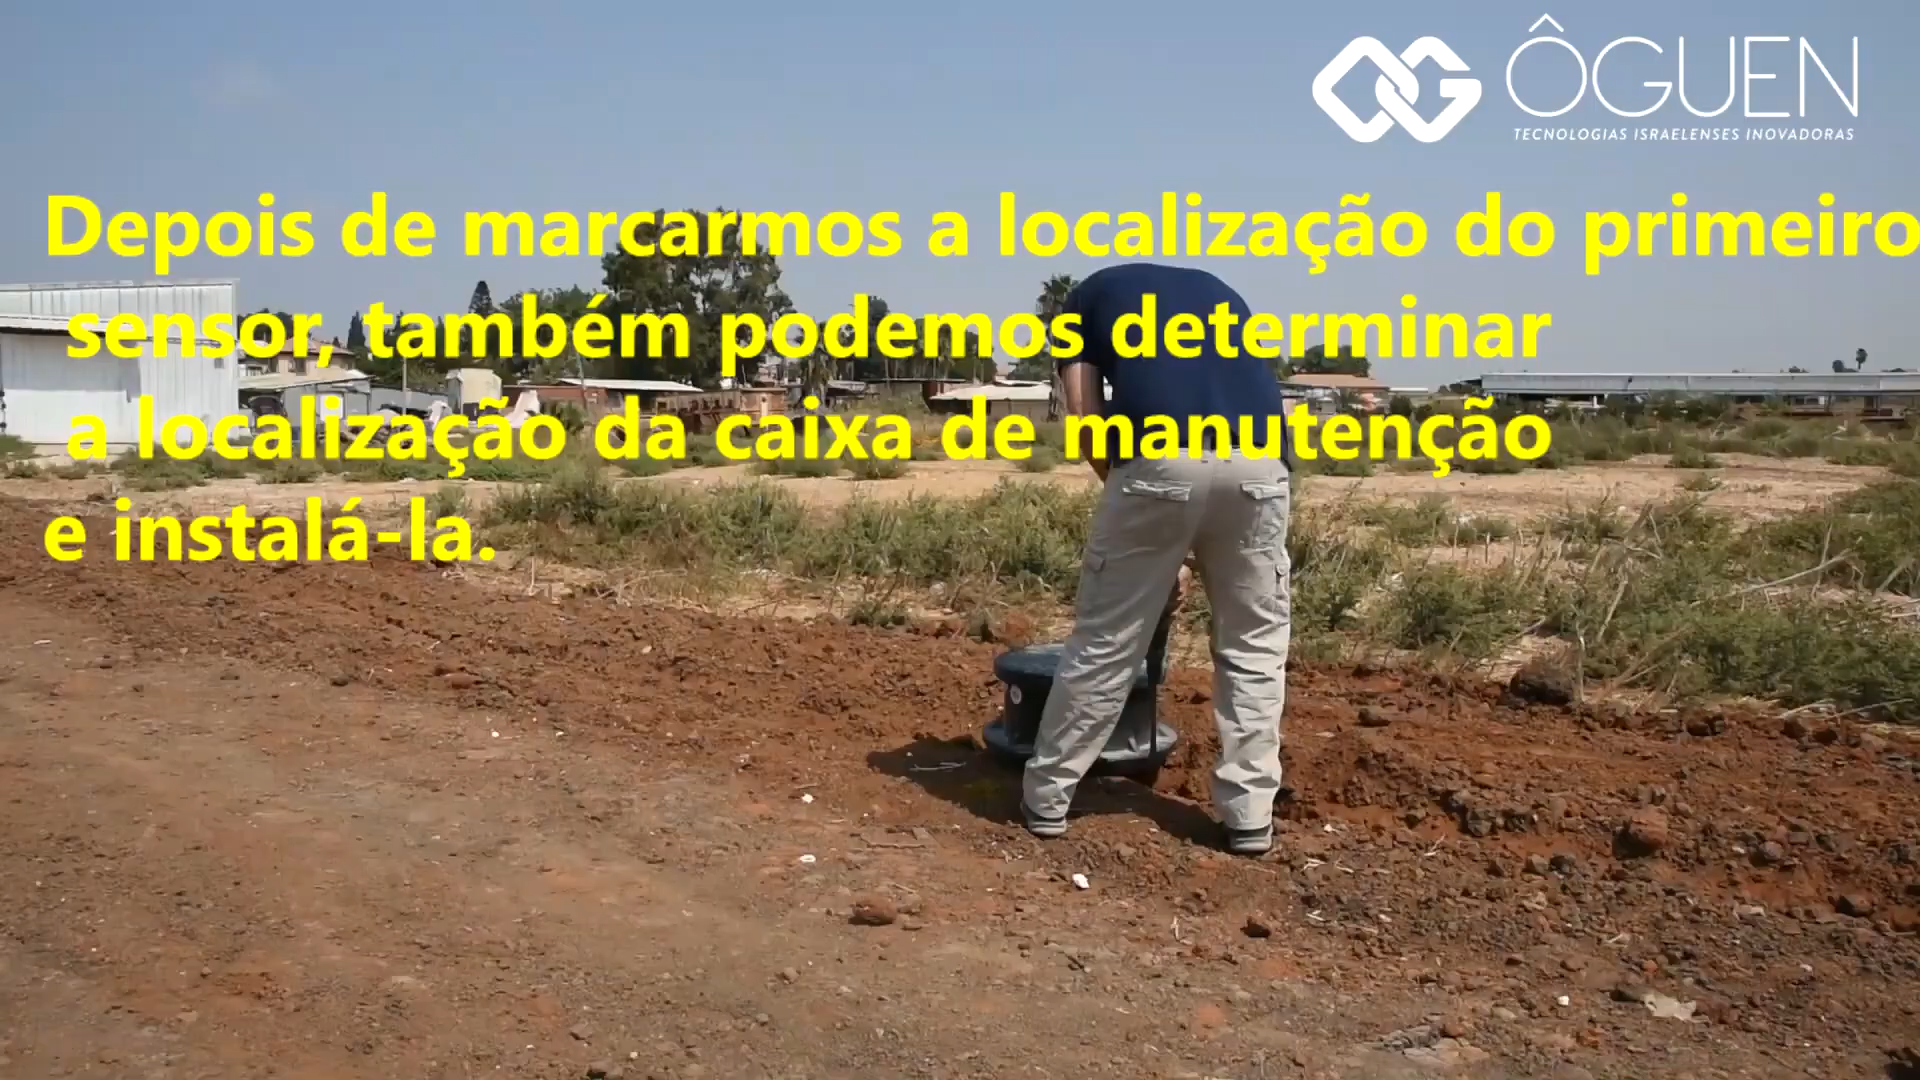 ÔGUEN
TECNOLOGIAS ISRAELENSES INOVADORAS
Depois de marcarmos a localização do primeiro
sensor, também podemos determinar
a localização da caixa de manutenção
e instalá-la.